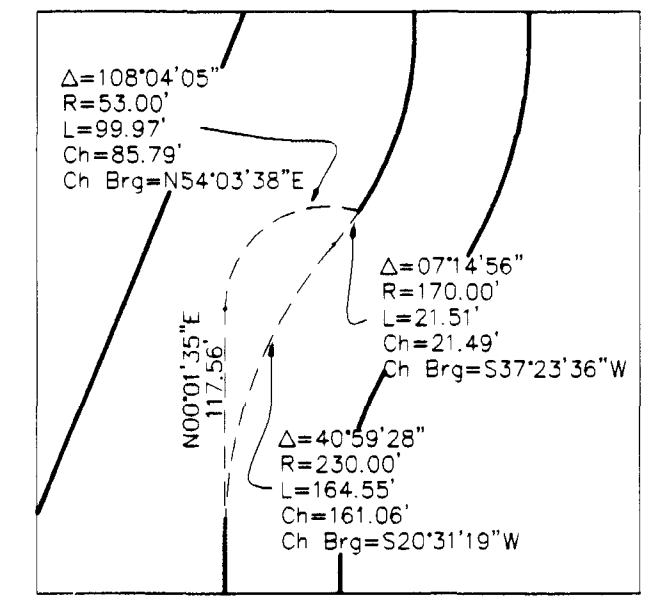 Δ=108°04'05"
R=53.00'
L=99.97'
Ch=85.79'
Ch Brg=N54°03'38"E
Δ=07°14'56"
R=170.00'
L=21.51'
Ch=21.49'
Ch Brg=S37°23'36"W
N00°01'35"E
117.56'
Δ=40°59'28"
R=230.00'
L=164.55'
Ch=161.06'
Ch Brg=S20°31'19"W